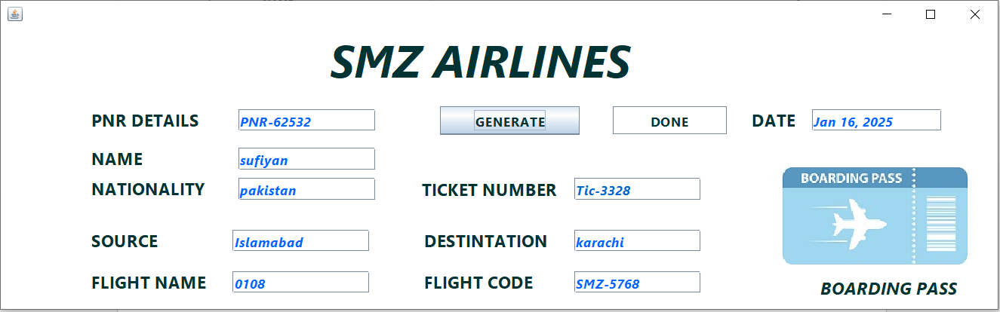 SMZ AIRLINES
PNR DETAILS PNR-62532 GENERATE DONE DATE Jan 16, 2025
NAME sufiyan
BOARDING PASS
NATIONALITY pakistan TICKET NUMBER Tic-3328
SOURCE Islamabad DESTINTATION karachi
FLIGHT NAME 0108 FLIGHT CODE SMZ-5768
BOARDING PASS